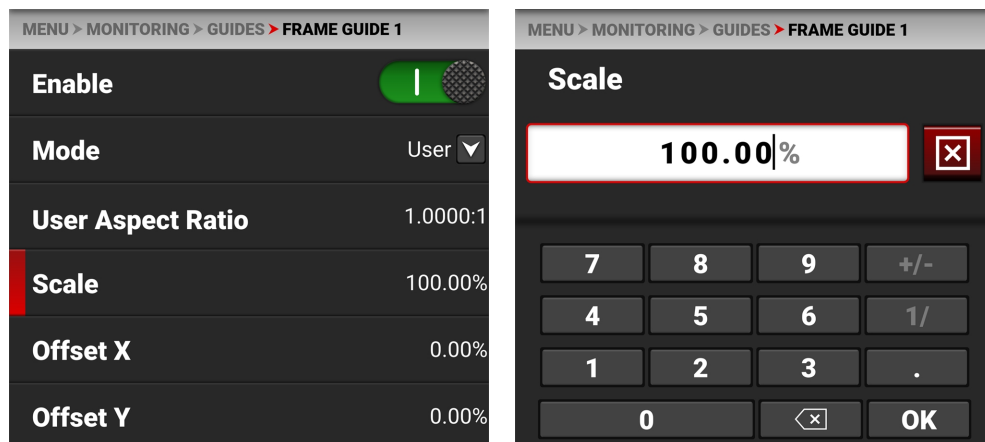 MENU > MONITORING > GUIDES > FRAME GUIDE 1
Enable
Mode User
User Aspect Ratio 1.0000:1
Scale 100.00%
Offset X 0.00%
Offset Y 0.00%
MENU > MONITORING > GUIDES > FRAME GUIDE 1
Scale
100.00%
7 8 9 +/-
4 5 6 1/
1 2 3 .
0 OK